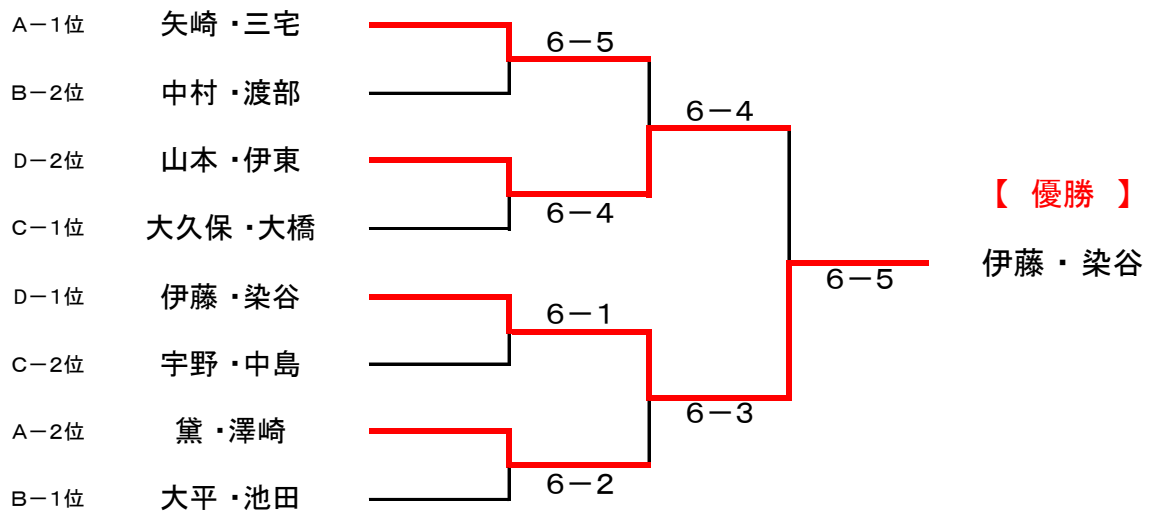 A－1位 矢崎・三宅
6－5
B－2位 中村・渡部
6－4
D－2位 山本・伊東
6－4
C－1位 大久保・大橋
【 優勝 】
伊藤・染谷
6－5
D－1位 伊藤・染谷
6－1
C－2位 宇野・中島
6－3
A－2位 黛・澤崎
6－2
B－1位 大平・池田